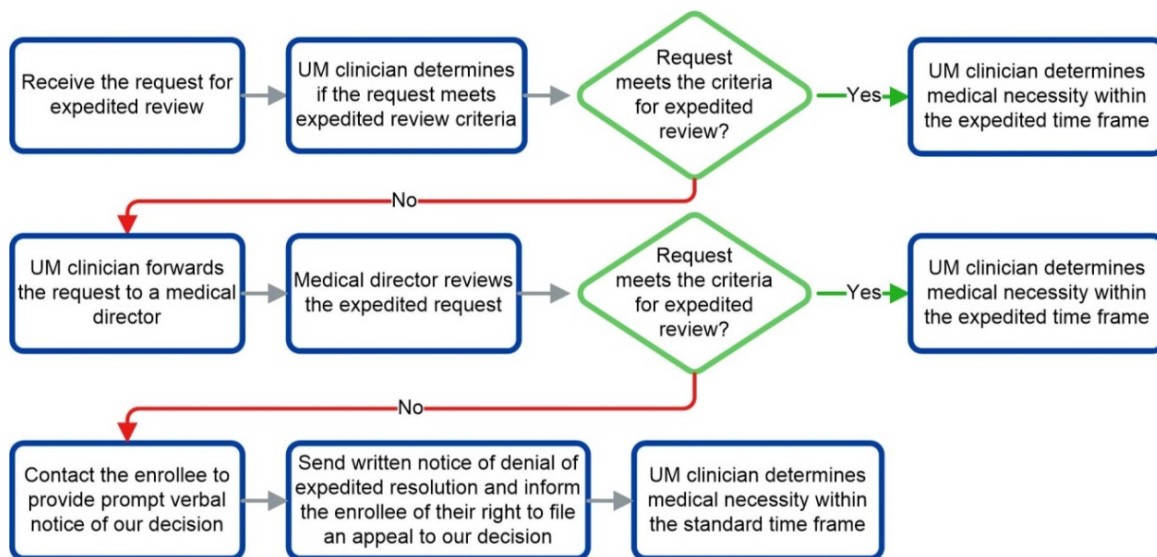 Receive the request for
expedited review
UM clinician determines
if the request meets
expedited review criteria
Request
meets the criteria
for expedited
review?
Yes
UM clinician determines
medical necessity within
the expedited time frame
No
UM clinician forwards
the request to a medical
director
Medical director reviews
the expedited request
Request
meets the criteria
for expedited
review?
Yes
UM clinician determines
medical necessity within
the expedited time frame
No
Contact the enrollee to
provide prompt verbal
notice of our decision
Send written notice of denial of
expedited resolution and inform
the enrollee of their right to file
an appeal to our decision
UM clinician determines
medical necessity within
the standard time frame